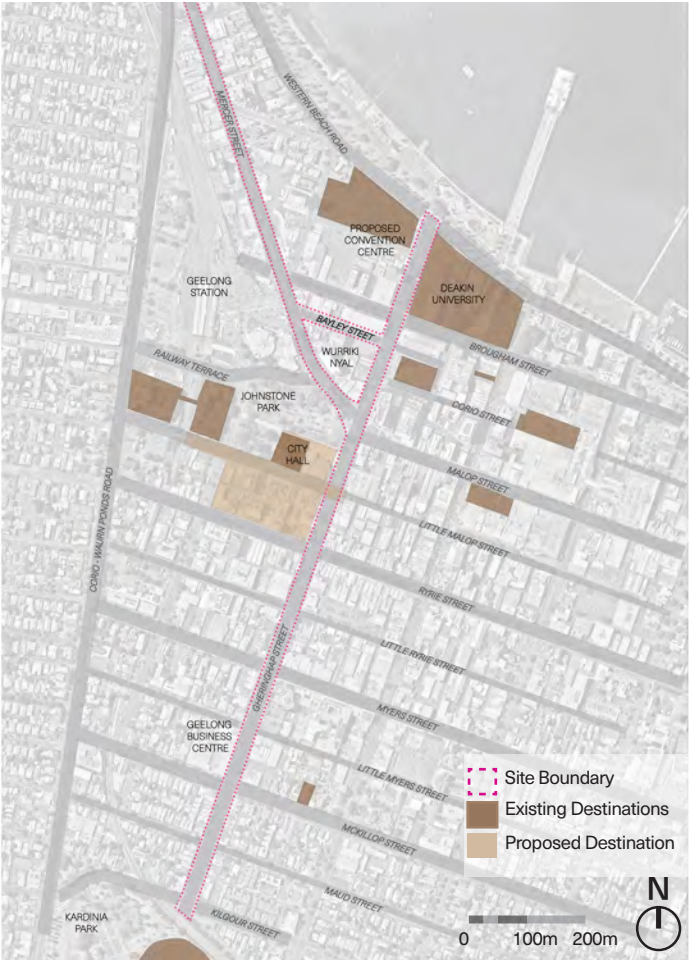 MERCER STREET
WESTERN BEACH ROAD
PROPOSED
CONVENTION
CENTRE
GEELONG
STATION
DEAKIN
UNIVERSITY
BAYLEY STEET
WURRIKI
NYAL
BROUGHAM STREET
RAILWAY TERRACE
JOHNSTONE
PARK
CORIO STREET
CITY
HALL
MALOP STREET
CORIO - WAURN PONDS ROAD
LITTLE MALOP STREET
RYRIE STREET
LITTLE RYRIE STREET
GHERINGHAP STREET
MYERS STREET
GEELONG
BUSINESS
CENTRE
LITTLE MYERS STREET
MCKILLOP STREET
MAUD STREET
KARDINIA
PARK
KILGOUR STREET
Site Boundary
Existing Destinations
Proposed Destination
N
0 100m 200m